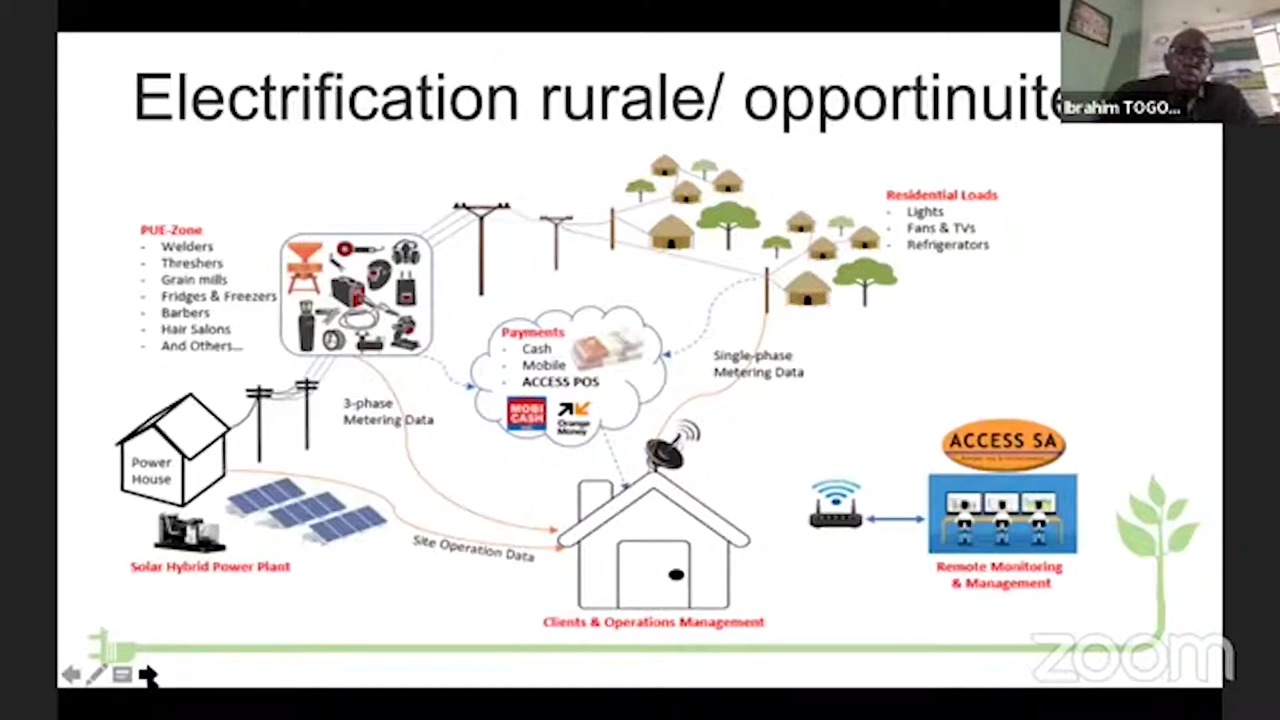 Electrification rurale/ opportinuite
Ibrahim TOGO...
PUE-Zone
- Welders
- Threshers
- Grain mills
- Fridges & Freezers
- Barbers
- Hair Salons
- And Others...
Residential Loads
- Lights
- Fans & TVs
- Refrigerators
Payments
- Cash
- Mobile
- ACCESS POS
MOBI
CASH
Orange
Money
Single-phase
Metering Data
3-phase
Metering Data
Power
House
Site Operation Data
Solar Hybrid Power Plant
Clients & Operations Management
ACCESS SA
Remote Monitoring
& Management
zoom